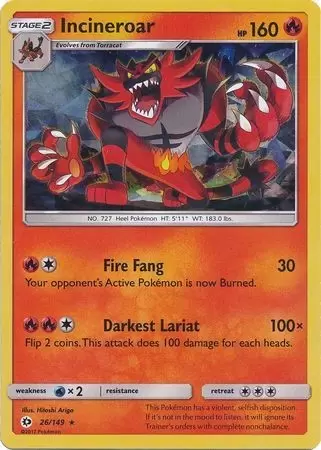 STAGE2 Incineroar HP 160
Evolves from Torracat
NO. 727 Heel Pokémon HT: 5'11" WT: 183.0 lbs.
Fire Fang 30
Your opponent's Active Pokémon is now Burned.
Darkest Lariat 100×
Flip 2 coins. This attack does 100 damage for each heads.
weakness × 2 resistance retreat
Illus. Hitoshi Ariga
26/149 ★
©2017 Pokémon
This Pokémon has a violent, selfish disposition.
If it's not in the mood to listen, it will ignore its
Trainer's orders with complete nonchalance.